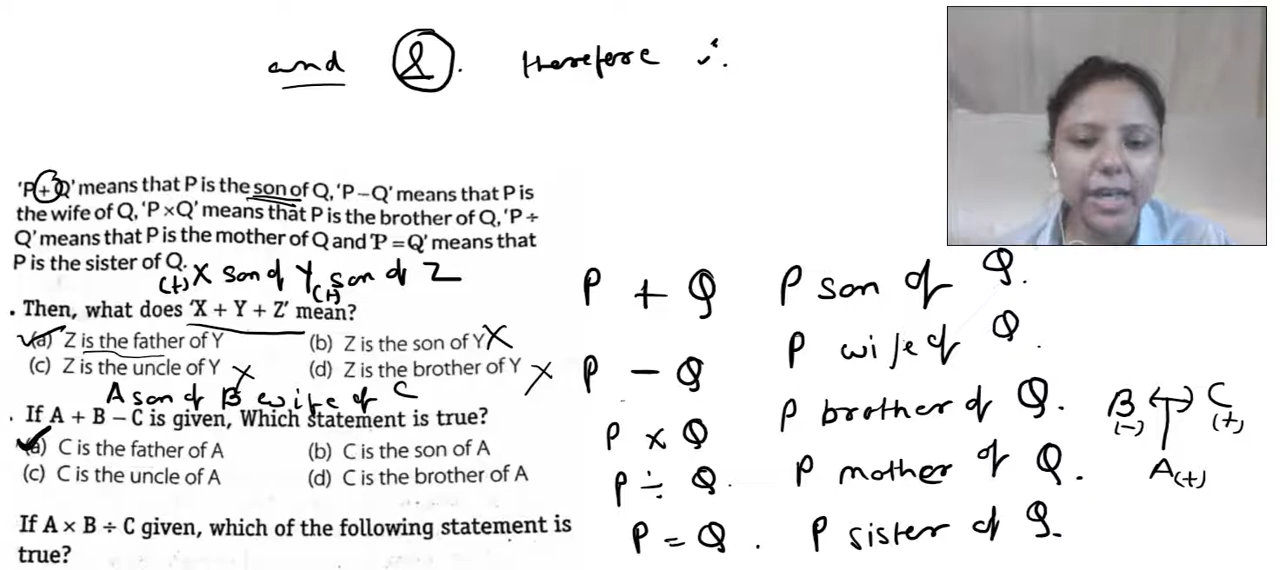 and &. therefore ∴
'P+Q' means that P is the son of Q, 'P – Q' means that P is
the wife of Q, 'P ×Q' means that P is the brother of Q, 'P ÷
Q' means that P is the mother of Q and 'P = Q' means that
P is the sister of Q.
(+) X son of Y (+) son of Z
. Then, what does 'X + Y + Z' mean?
(a) Z is the father of Y (b) Z is the son of Y X
(c) Z is the uncle of Y X (d) Z is the brother of Y X
A son of B wife of C
. If A + B – C is given, Which statement is true?
(a) C is the father of A (b) C is the son of A
(c) C is the uncle of A (d) C is the brother of A
If A × B ÷ C given, which of the following statement is
true?
P + Q P son of Q.
P – Q P wife of Q.
P × Q P brother of Q.
P ÷ Q. P mother of Q.
P = Q. P sister of Q.
B ↔ C
(-) (+)
A(+)